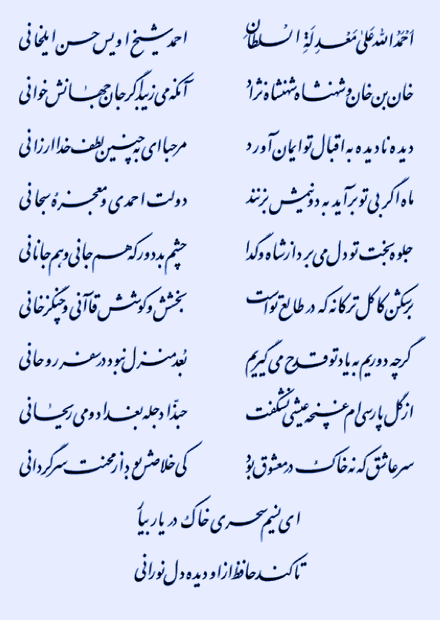 احمد الله علی معدلة السلطان احمد شیخ اویس حسن ایلخانی
خان بن خان و شهنشاه شهنشاه نژاد آنکه می‌زیبد اگر جان جهانش خوانی
دیده نادیده به اقبال تو ایمان آورد مرحبا ای به چنین لطف خدا ارزانی
ماه اگر بی تو برآید به دو نیمش بزنند دولت احمدی و معجزهٔ سبحانی
جلوه بخت تو دل می‌برد از شاه و گدا چشم بد دور که هم جانی و هم جانانی
برشکن کاکل ترکانه که در طالع توست بخشش و کوشش قاآنی و چنگزخانی
گرچه دوریم به یاد تو قدح می‌گیریم بعد منزل نبود در سفر روحانی
از گل پارسی‌ام غنچه عیشی نشکفت حبذا دجله بغداد و می ریحانی
سر عاشق که نه خاک در معشوق بود کی خلاصش بود از محنت سرگردانی
ای نسیم سحری خاک در یار بیار
تا کند حافظ از او دیده دل نورانی